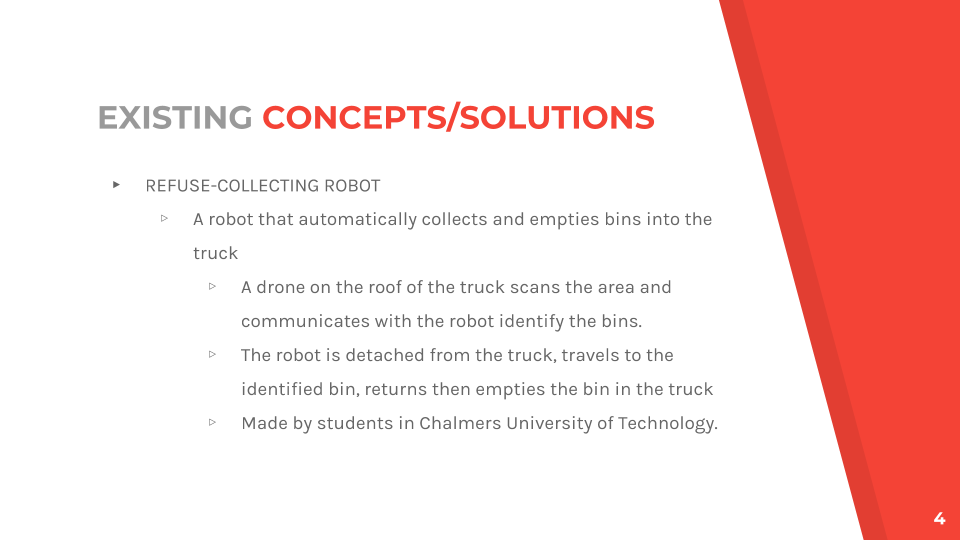 EXISTING CONCEPTS/SOLUTIONS
REFUSE-COLLECTING ROBOT
A robot that automatically collects and empties bins into the
truck
A drone on the roof of the truck scans the area and
communicates with the robot identify the bins.
The robot is detached from the truck, travels to the
identified bin, returns then empties the bin in the truck
Made by students in Chalmers University of Technology.
4